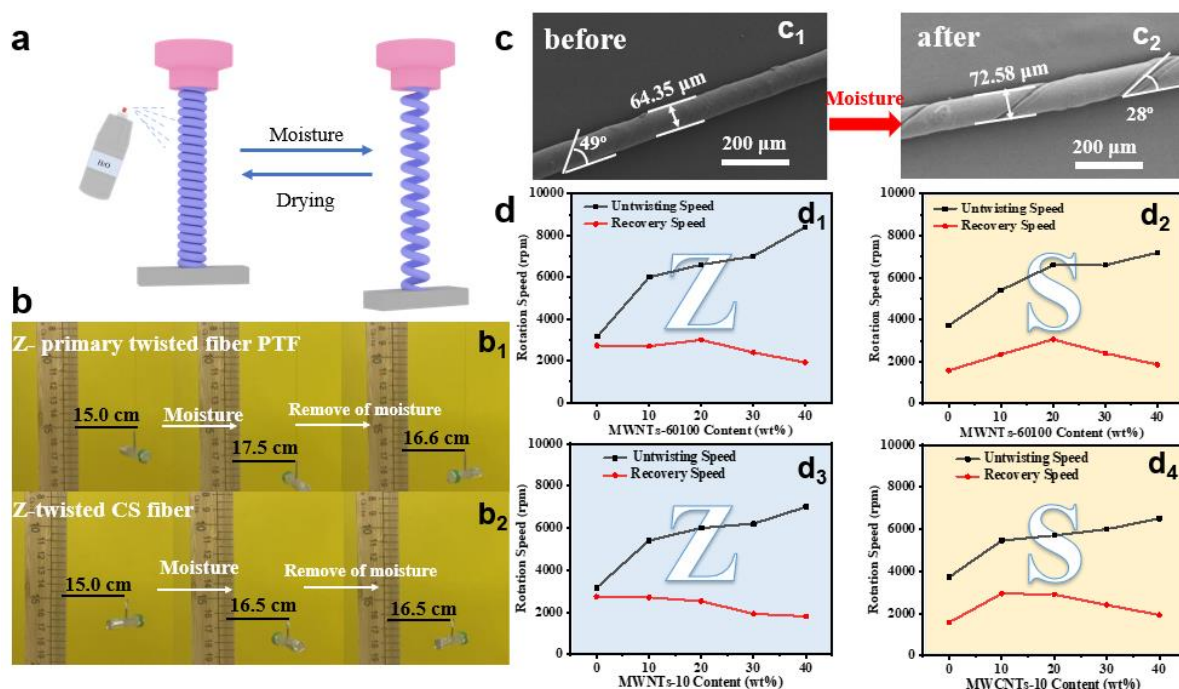 a
H2O
Moisture
Drying
b
Z- primary twisted fiber PTF
b1
15.0 cm
Moisture
17.5 cm
Remove of moisture
16.6 cm
Z-twisted CS fiber
b2
15.0 cm
Moisture
16.5 cm
Remove of moisture
16.5 cm
c
before
c1
64.35 μm
49°
200 μm
Moisture
after
c2
72.58 μm
28°
200 μm
d
d1
Untwisting Speed
Recovery Speed
Z
Rotation Speed (rpm)
10000
8000
6000
4000
2000
0
0 10 20 30 40
MWNTs-60100 Content (wt%)
d2
Untwisting Speed
Recovery Speed
S
Rotation Speed (rpm)
10000
8000
6000
4000
2000
0
0 10 20 30 40
MWNTs-60100 Content (wt%)
d3
Untwisting Speed
Recovery Speed
Z
Rotation Speed (rpm)
10000
8000
6000
4000
2000
0
0 10 20 30 40
MWNTs-10 Content (wt%)
d4
Untwisting Speed
Recovery Speed
S
Rotation Speed (rpm)
10000
8000
6000
4000
2000
0
0 10 20 30 40
MWCNTs-10 Content (wt%)